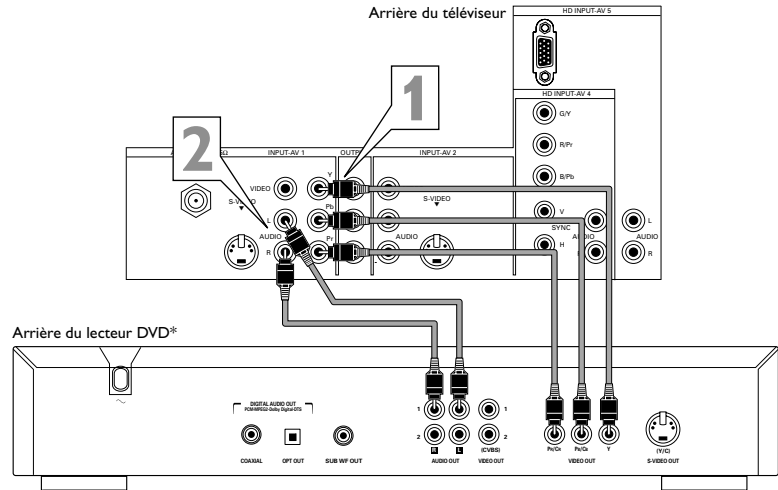 Arrière du téléviseur
HD INPUT-AV 5
HD INPUT-AV 4
G/Y
R/Pr
B/Pb
V
SYNC
H
L
AUDIO
R
1
2
INPUT-AV 1
INPUT-AV 2
VIDEO
S-VIDEO
L
AUDIO
R
Y
Pb
Pr
S-VIDEO
AUDIO
L
AUDIO
R
Arrière du lecteur DVD*
DIGITAL AUDIO OUT
PCM-MPEG2-Dolby Digital-DTS
COAXIAL
OPT OUT
SUB WF OUT
1
2
R
L
AUDIO OUT
1
2
(CVBS)
VIDEO OUT
PR/CR
PB/CB
Y
VIDEO OUT
(Y/C)
S-VIDEO OUT